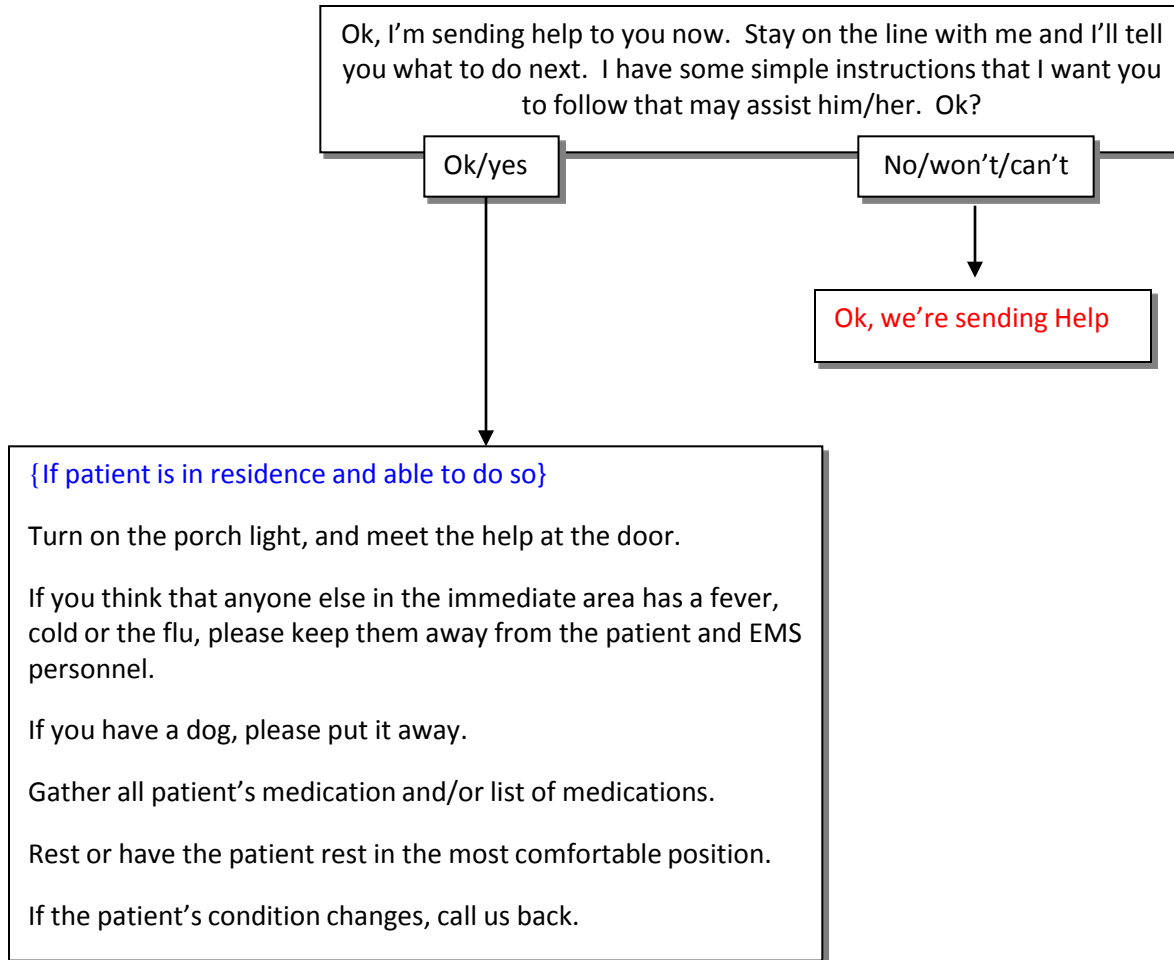 Ok, I’m sending help to you now.  Stay on the line with me and I’ll tell
you what to do next.  I have some simple instructions that I want you
to follow that may assist him/her.  Ok?
Ok/yes
No/won’t/can’t
Ok, we’re sending Help
{If patient is in residence and able to do so}
Turn on the porch light, and meet the help at the door.
If you think that anyone else in the immediate area has a fever,
cold or the flu, please keep them away from the patient and EMS
personnel.
If you have a dog, please put it away.
Gather all patient’s medication and/or list of medications.
Rest or have the patient rest in the most comfortable position.
If the patient’s condition changes, call us back.